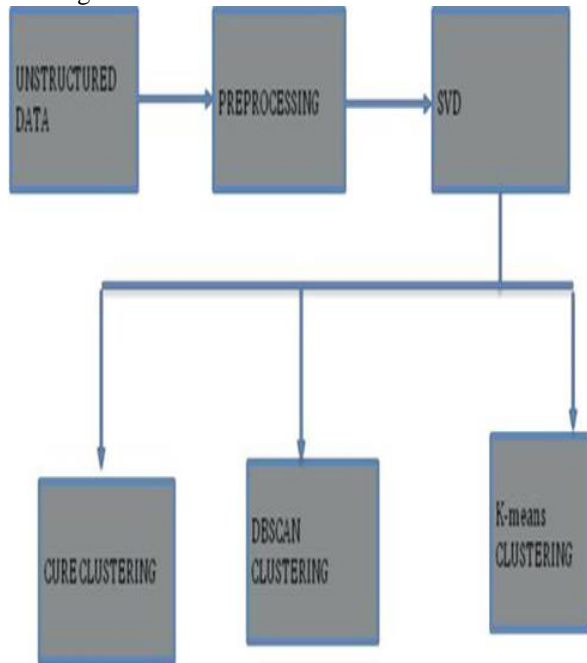 UNSTRUCTURED
DATA
PREPROCESSING
SVD
CURE CLUSTERING
DBSCAN
CLUSTERING
K-means
CLUSTERING